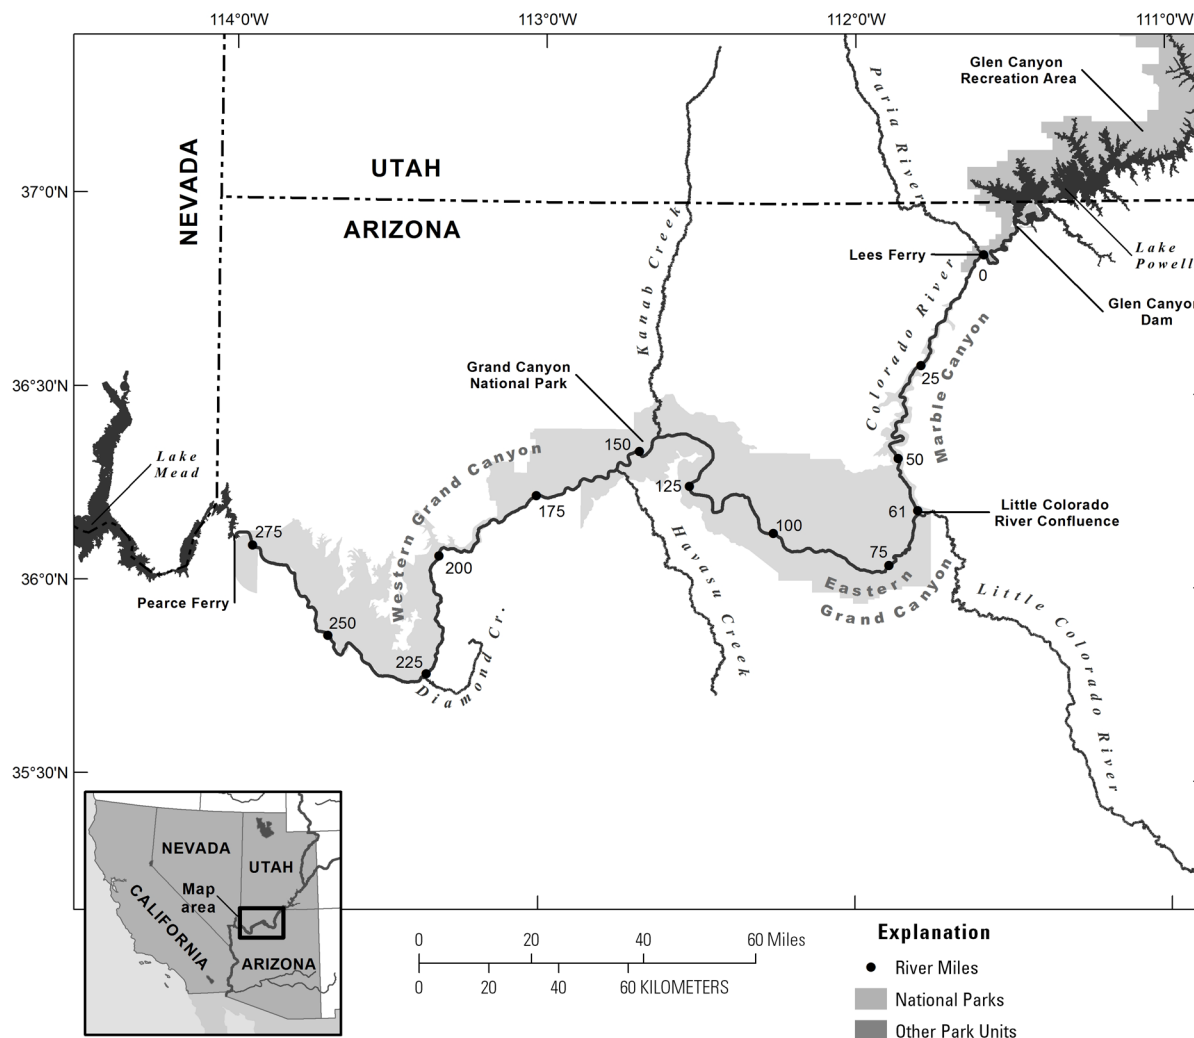 114°0'W
113°0'W
112°0'W
111°0'W
Glen Canyon
Recreation Area
Paria River
NEVADA
UTAH
37°0'N
ARIZONA
Kanab Creek
Lees Ferry
0
Lake
Powell
Glen Canyon
Dam
Colorado River
Marble Canyon
Grand Canyon
National Park
36°30'N
25
150
50
Lake
Mead
Western Grand Canyon
125
175
61
Little Colorado
River Confluence
100
275
75
36°0'N
200
Havasu Creek
Eastern
Grand Canyon
Pearce Ferry
Little Colorado River
250
225
Diamond Cr.
35°30'N
NEVADA
UTAH
Map
area
CALIFORNIA
ARIZONA
0 20 40 60 Miles
0 20 40 60 KILOMETERS
Explanation
River Miles
National Parks
Other Park Units